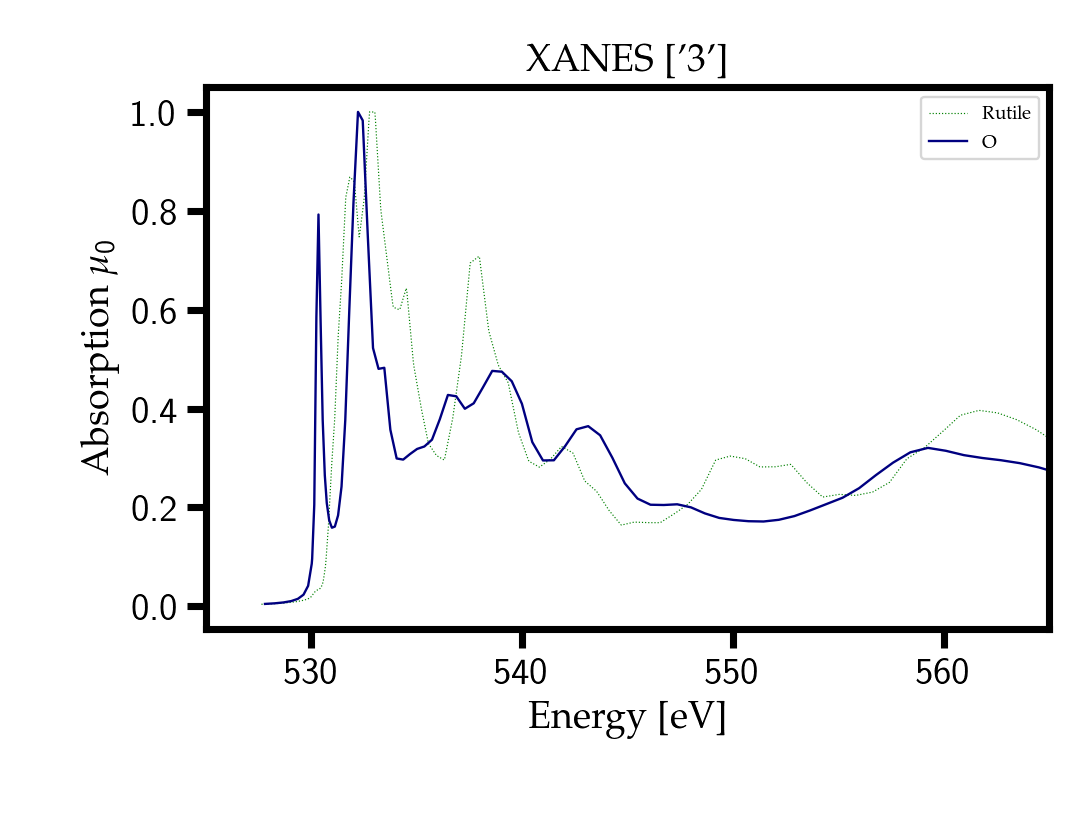 XANES ['3']
Rutile
O
1.0
0.8
0.6
0.4
0.2
0.0
Absorption μ₀
530
540
550
560
Energy [eV]